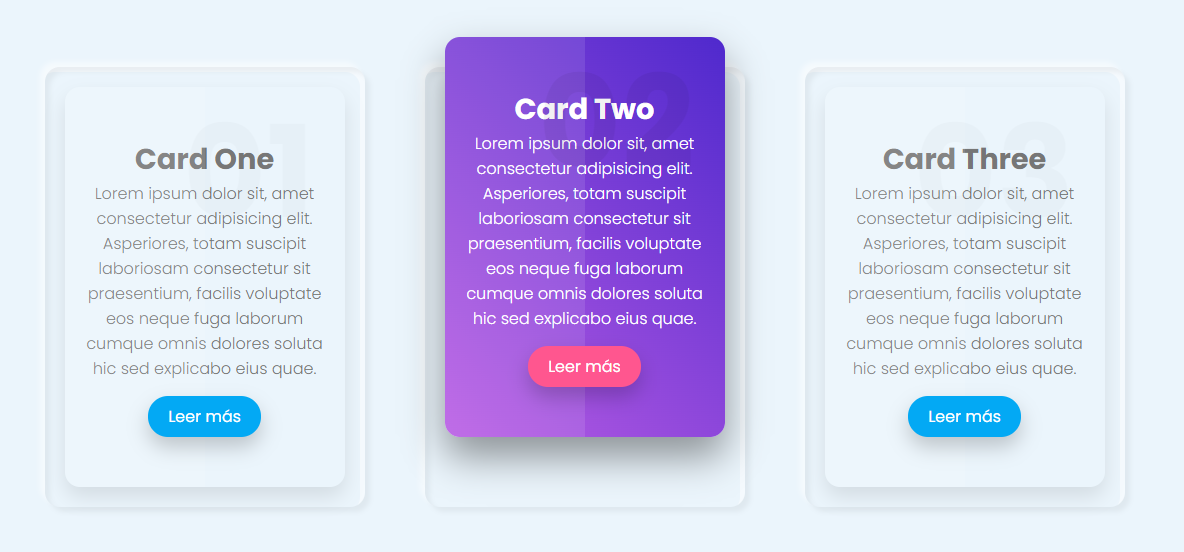 01
Card One
Lorem ipsum dolor sit, amet
consectetur adipisicing elit.
Asperiores, totam suscipit
laboriosam consectetur sit
praesentium, facilis voluptate
eos neque fuga laborum
cumque omnis dolores soluta
hic sed explicabo eius quae.
Leer más
02
Card Two
Lorem ipsum dolor sit, amet
consectetur adipisicing elit.
Asperiores, totam suscipit
laboriosam consectetur sit
praesentium, facilis voluptate
eos neque fuga laborum
cumque omnis dolores soluta
hic sed explicabo eius quae.
Leer más
03
Card Three
Lorem ipsum dolor sit, amet
consectetur adipisicing elit.
Asperiores, totam suscipit
laboriosam consectetur sit
praesentium, facilis voluptate
eos neque fuga laborum
cumque omnis dolores soluta
hic sed explicabo eius quae.
Leer más